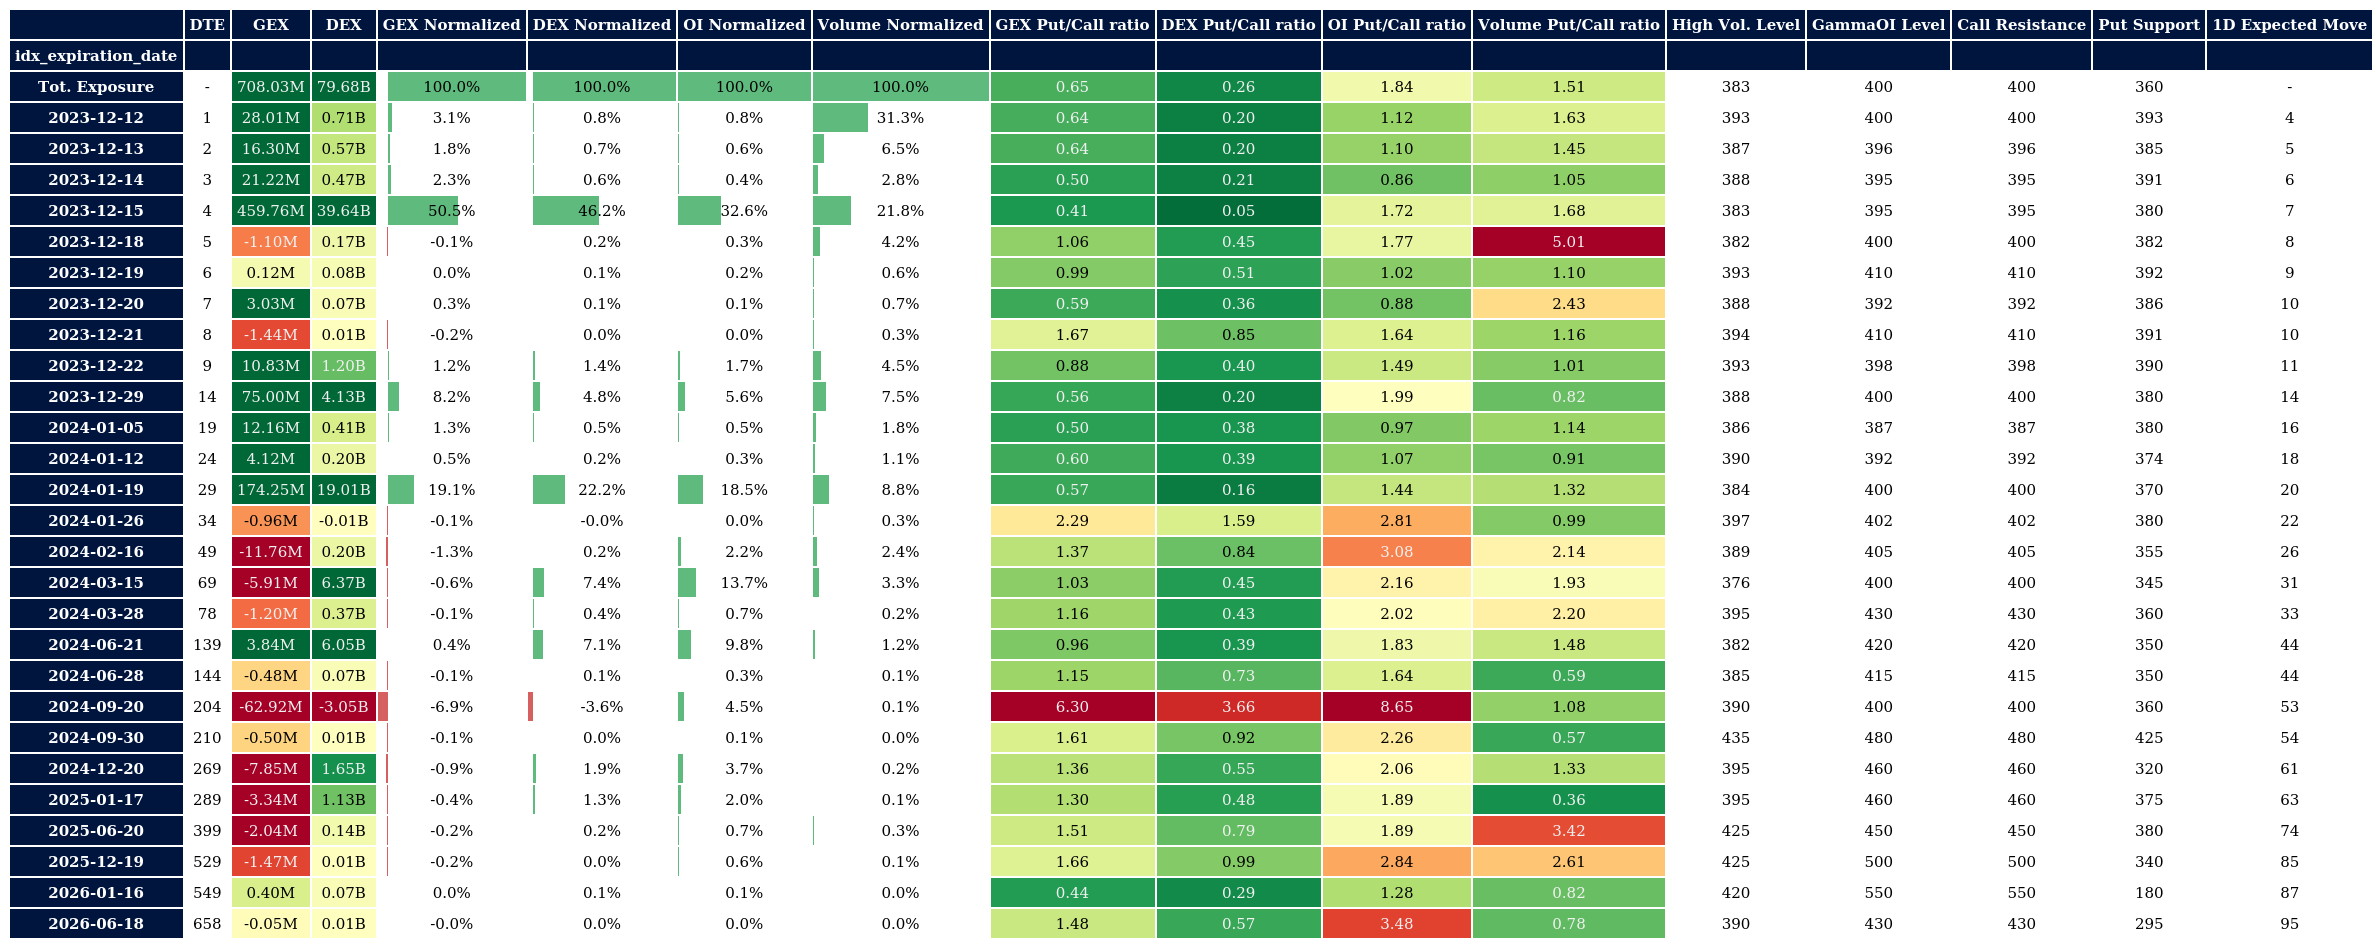 DTE GEX DEX GEX Normalized DEX Normalized OI Normalized Volume Normalized GEX Put/Call ratio DEX Put/Call ratio OI Put/Call ratio Volume Put/Call ratio High Vol. Level GammaOI Level Call Resistance Put Support 1D Expected Move
idx_expiration_date
Tot. Exposure - 708.03M 79.68B 100.0% 100.0% 100.0% 100.0% 0.65 0.26 1.84 1.51 383 400 400 360 -
2023-12-12 1 28.01M 0.71B 3.1% 0.8% 0.8% 31.3% 0.64 0.20 1.12 1.63 393 400 400 393 4
2023-12-13 2 16.30M 0.57B 1.8% 0.7% 0.6% 6.5% 0.64 0.20 1.10 1.45 387 396 396 385 5
2023-12-14 3 21.22M 0.47B 2.3% 0.6% 0.4% 2.8% 0.50 0.21 0.86 1.05 388 395 395 391 6
2023-12-15 4 459.76M 39.64B 50.5% 46.2% 32.6% 21.8% 0.41 0.05 1.72 1.68 383 395 395 380 7
2023-12-18 5 -1.10M 0.17B -0.1% 0.2% 0.3% 4.2% 1.06 0.45 1.77 5.01 382 400 400 382 8
2023-12-19 6 0.12M 0.08B 0.0% 0.1% 0.2% 0.6% 0.99 0.51 1.02 1.10 393 410 410 392 9
2023-12-20 7 3.03M 0.07B 0.3% 0.1% 0.1% 0.7% 0.59 0.36 0.88 2.43 388 392 392 386 10
2023-12-21 8 -1.44M 0.01B -0.2% 0.0% 0.0% 0.3% 1.67 0.85 1.64 1.16 394 410 410 391 10
2023-12-22 9 10.83M 1.20B 1.2% 1.4% 1.7% 4.5% 0.88 0.40 1.49 1.01 393 398 398 390 11
2023-12-29 14 75.00M 4.13B 8.2% 4.8% 5.6% 7.5% 0.56 0.20 1.99 0.82 388 400 400 380 14
2024-01-05 19 12.16M 0.41B 1.3% 0.5% 0.5% 1.8% 0.50 0.38 0.97 1.14 386 387 387 380 16
2024-01-12 24 4.12M 0.20B 0.5% 0.2% 0.3% 1.1% 0.60 0.39 1.07 0.91 390 392 392 374 18
2024-01-19 29 174.25M 19.01B 19.1% 22.2% 18.5% 8.8% 0.57 0.16 1.44 1.32 384 400 400 370 20
2024-01-26 34 -0.96M -0.01B -0.1% -0.0% 0.0% 0.3% 2.29 1.59 2.81 0.99 397 402 402 380 22
2024-02-16 49 -11.76M 0.20B -1.3% 0.2% 2.2% 2.4% 1.37 0.84 3.08 2.14 389 405 405 355 26
2024-03-15 69 -5.91M 6.37B -0.6% 7.4% 13.7% 3.3% 1.03 0.45 2.16 1.93 376 400 400 345 31
2024-03-28 78 -1.20M 0.37B -0.1% 0.4% 0.7% 0.2% 1.16 0.43 2.02 2.20 395 430 430 360 33
2024-06-21 139 3.84M 6.05B 0.4% 7.1% 9.8% 1.2% 0.96 0.39 1.83 1.48 382 420 420 350 44
2024-06-28 144 -0.48M 0.07B -0.1% 0.1% 0.3% 0.1% 1.15 0.73 1.64 0.59 385 415 415 350 44
2024-09-20 204 -62.92M -3.05B -6.9% -3.6% 4.5% 0.1% 6.30 3.66 8.65 1.08 390 400 400 360 53
2024-09-30 210 -0.50M 0.01B -0.1% 0.0% 0.1% 0.0% 1.61 0.92 2.26 0.57 435 480 480 425 54
2024-12-20 269 -7.85M 1.65B -0.9% 1.9% 3.7% 0.2% 1.36 0.55 2.06 1.33 395 460 460 320 61
2025-01-17 289 -3.34M 1.13B -0.4% 1.3% 2.0% 0.1% 1.30 0.48 1.89 0.36 395 460 460 375 63
2025-06-20 399 -2.04M 0.14B -0.2% 0.2% 0.7% 0.3% 1.51 0.79 1.89 3.42 425 450 450 380 74
2025-12-19 529 -1.47M 0.01B -0.2% 0.0% 0.6% 0.1% 1.66 0.99 2.84 2.61 425 500 500 340 85
2026-01-16 549 0.40M 0.07B 0.0% 0.1% 0.1% 0.0% 0.44 0.29 1.28 0.82 420 550 550 180 87
2026-06-18 658 -0.05M 0.01B -0.0% 0.0% 0.0% 0.0% 1.48 0.57 3.48 0.78 390 430 430 295 95